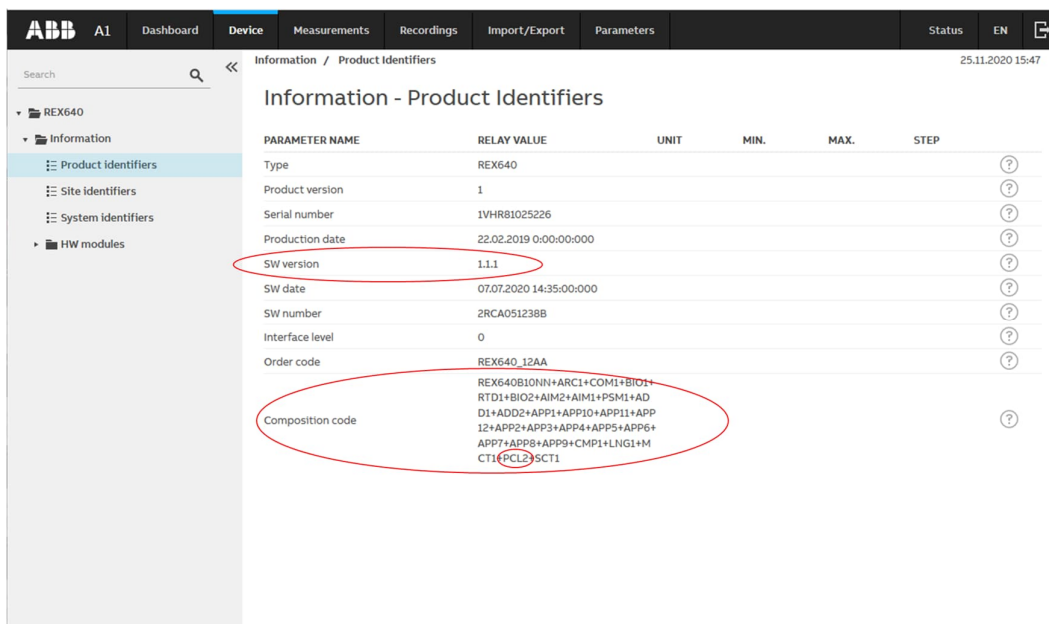 ABB A1 Dashboard Device Measurements Recordings Import/Export Parameters Status EN
Search
Information / Product Identifiers 25.11.2020 15:47
Information - Product Identifiers
REX640
Information
Product identifiers
Site identifiers
System identifiers
HW modules
PARAMETER NAME RELAY VALUE UNIT MIN. MAX. STEP
Type REX640 ?
Product version 1 ?
Serial number 1VHR81025226 ?
Production date 22.02.2019 0:00:00:000 ?
SW version 1.1.1 ?
SW date 07.07.2020 14:35:00:000 ?
SW number 2RCA051238B ?
Interface level 0 ?
Order code REX640_12AA ?
Composition code ?
REX640B10NN+ARC1+COM1+BIO1+
RTD1+BIO2+AIM2+AIM1+PSM1+AD
D1+ADD2+APP1+APP10+APP11+APP
12+APP2+APP3+APP4+APP5+APP6+
APP7+APP8+APP9+CMP1+LNG1+M
CT1+PCL2+SCT1